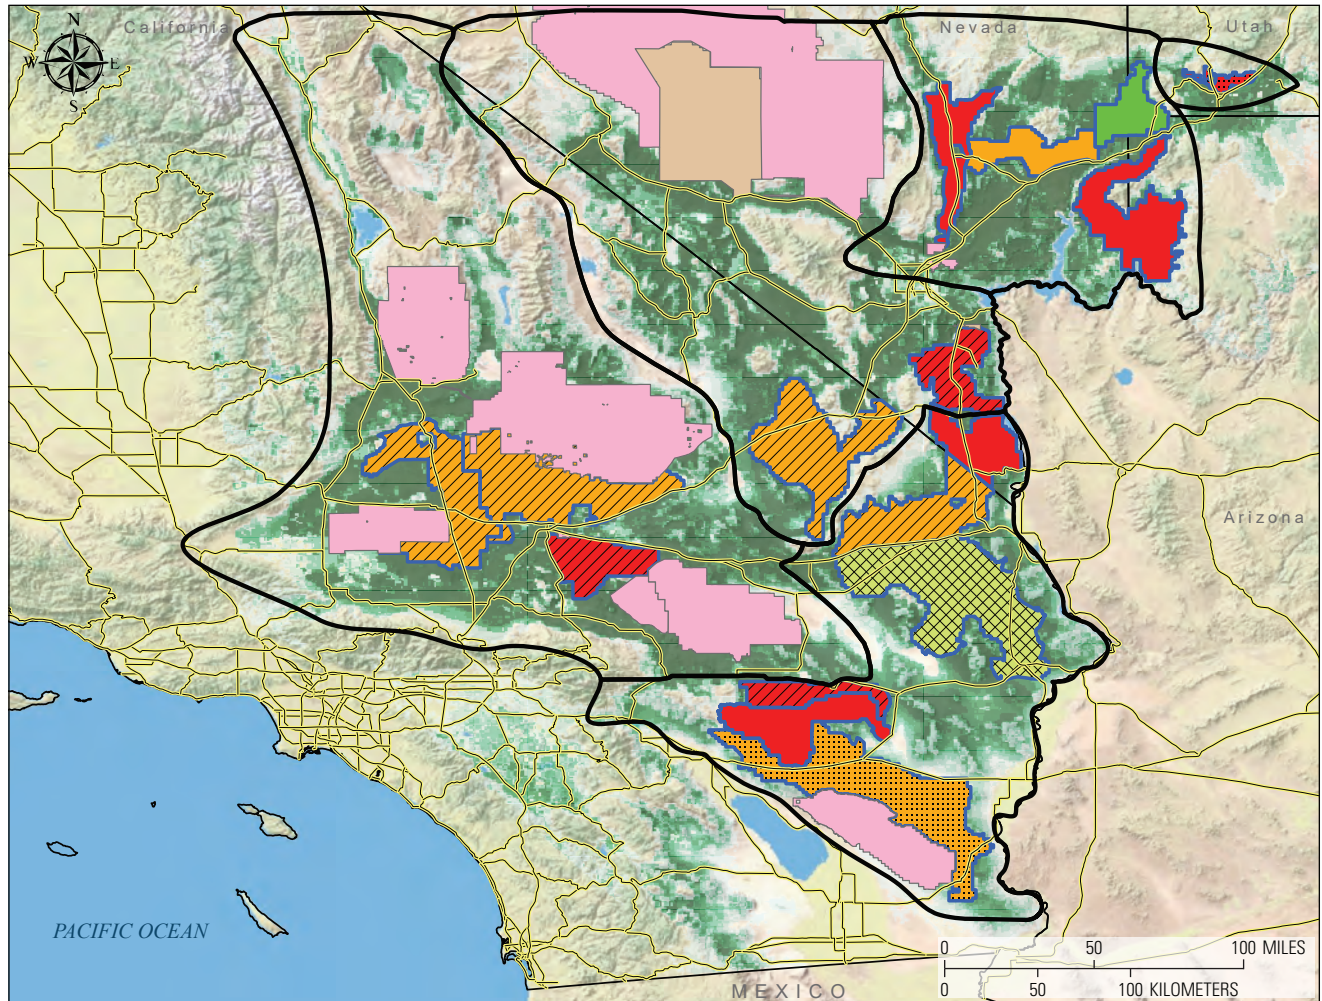 California
Nevada
Utah
N
W
E
S
Arizona
PACIFIC OCEAN
MEXICO
0 50 100 MILES
0 50 100 KILOMETERS